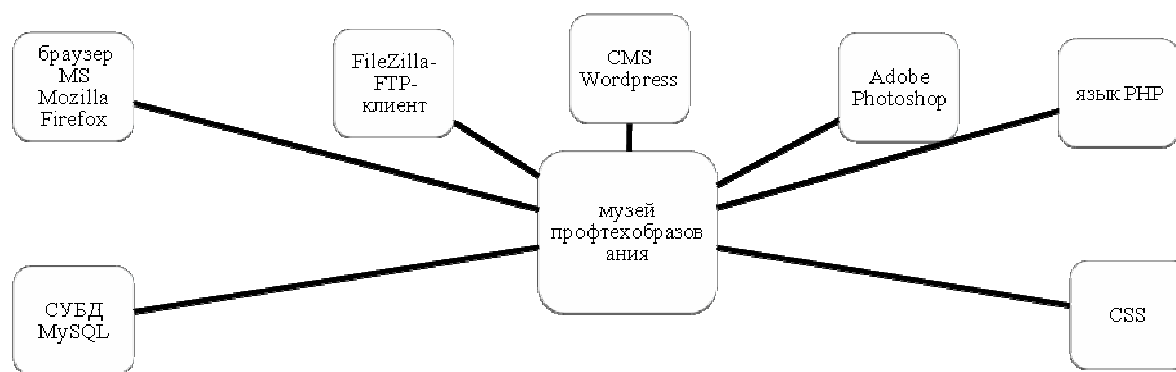 браузер
MS
Mozilla
Firefox
FileZilla-
FTP-
клиент
CMS
Wordpress
Adobe
Photoshop
язык PHP
музей
профтехобразов
ания
СУБД
MySQL
CSS